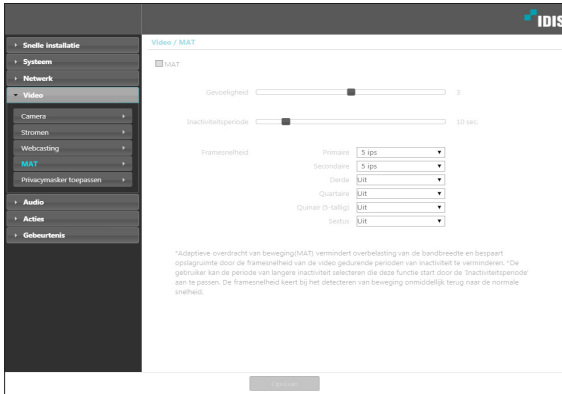 IDIS
Snelle installatie
Systeem
Netwerk
Video
Camera
Stromen
Webcasting
MAT
Privacymasker toepassen
Audio
Acties
Gebeurtenis
Video / MAT
MAT
Gevoeligheid 3
Inactiviteitsperiode 10 sec.
Framesnelheid Primaire 5 ips
Secondaire 5 ips
Derda Uit
Quartaire Uit
Quinair (5-tallig) Uit
Sextus Uit
*Adaptieve overdracht van beweging(MAT) vermindert overbelasting van de bandbreedte en bespaart
opslagruimte door de framesnelheid van de video gedurende perioden van inactiviteit te verminderen. *De
gebruiker kan de periode van langere inactiviteit selecteren die deze functie start door de 'Inactiviteitsperiode'
aan te passen. De framesnelheid keert bij het detecteren van beweging onmiddellijk terug naar de normale
snelheid.